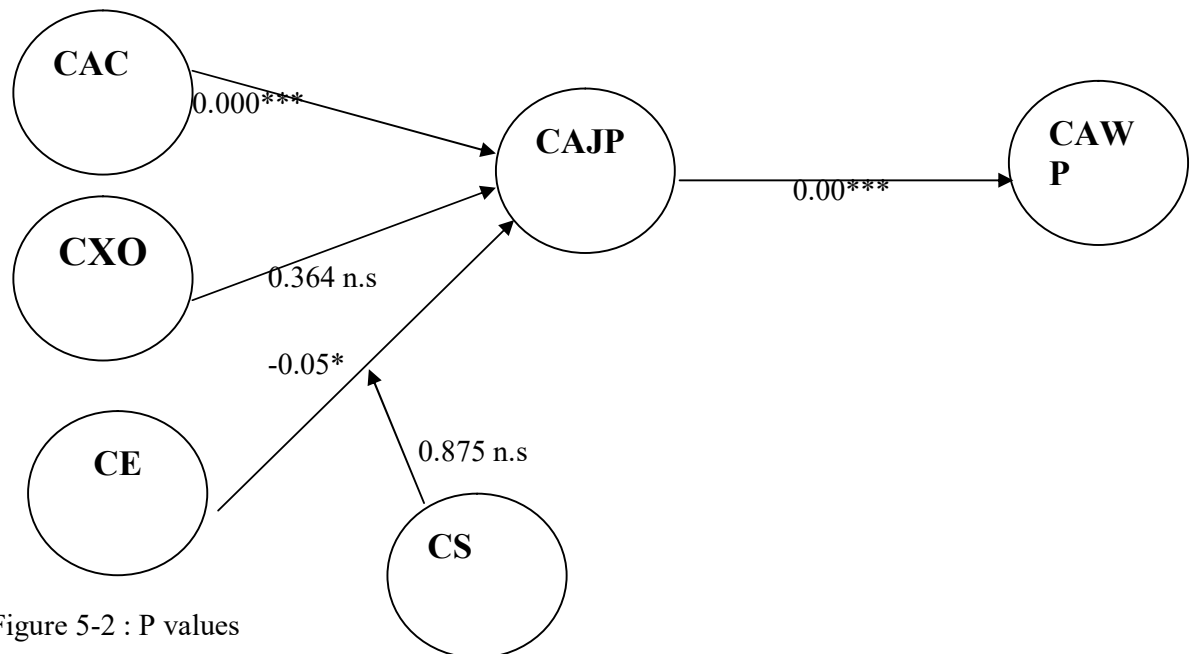 CAC
0.000***
CAJP
CAW
P
0.00***
CXO
0.364 n.s
-0.05*
CE
0.875 n.s
CS
Figure 5-2 : P values